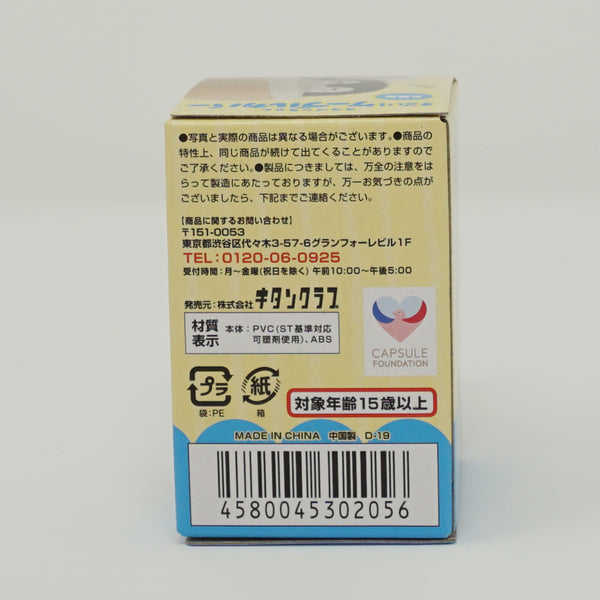 ●写真と実際の商品は異なる場合がございます。●商品の
特性上、同じ商品が続けて出てくることがありますので
ご了承ください。●製品につきましては、万全の注意をは
らって製造にあたっておりますが、万一お気づきの点が
ございましたら、下記までご連絡ください。
【商品に関するお問い合わせ】
〒151-0053
東京都渋谷区代々木3-57-6グランフォーレビル1F
TEL:0120-06-0925
受付時間:月~金曜(祝日を除く) 午前10:00~午後5:00
発売元:株式会社 キタンクラブ
材質表示
本体:PVC(ST基準対応
可塑剤使用)、ABS
CAPSULE
FOUNDATION
プラ
袋:PE
紙
箱
対象年齢15歳以上
MADE IN CHINA 中国製 D-19
4580045302056